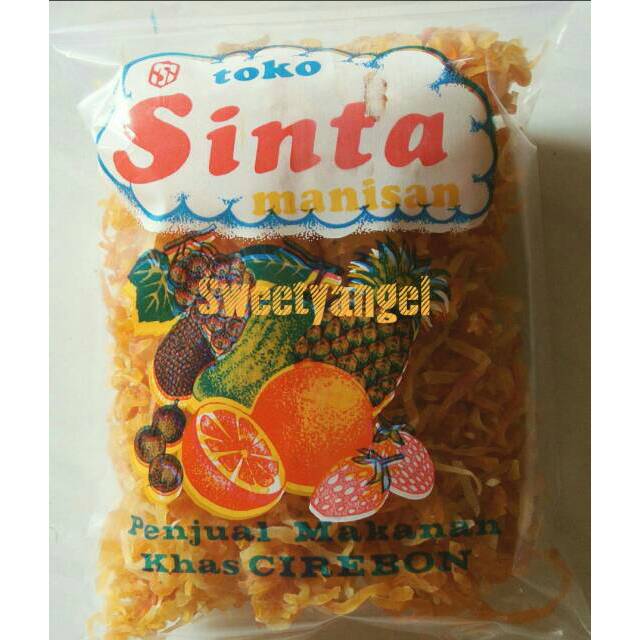 toko
Sinta
manisan
Sweetyangel
Penjual Makanan
Khas CIREBON